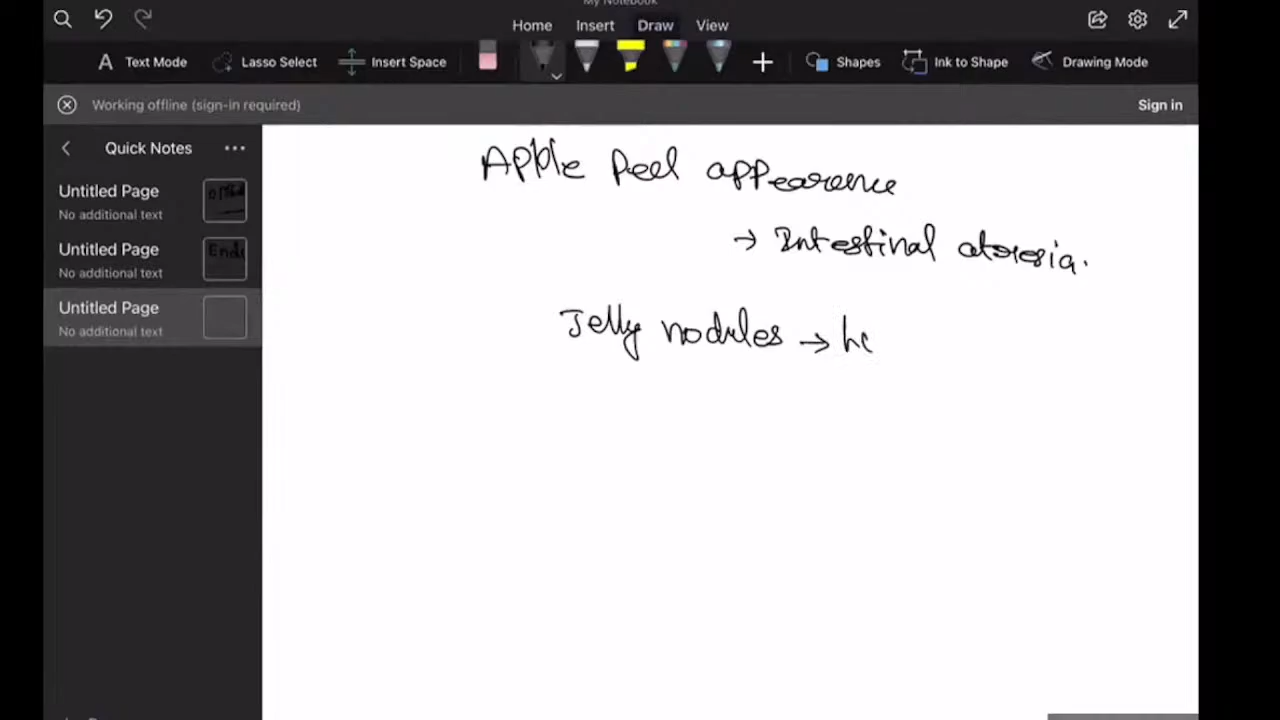 My Notebook
Home Insert Draw View
Text Mode Lasso Select Insert Space Shapes Ink to Shape Drawing Mode
Working offline (sign-in required) Sign in
Quick Notes
Untitled Page
No additional text
Untitled Page
No additional text
Untitled Page
No additional text
Apple Peel appearence
→ Intestinal atresia.
Jelly nodules →